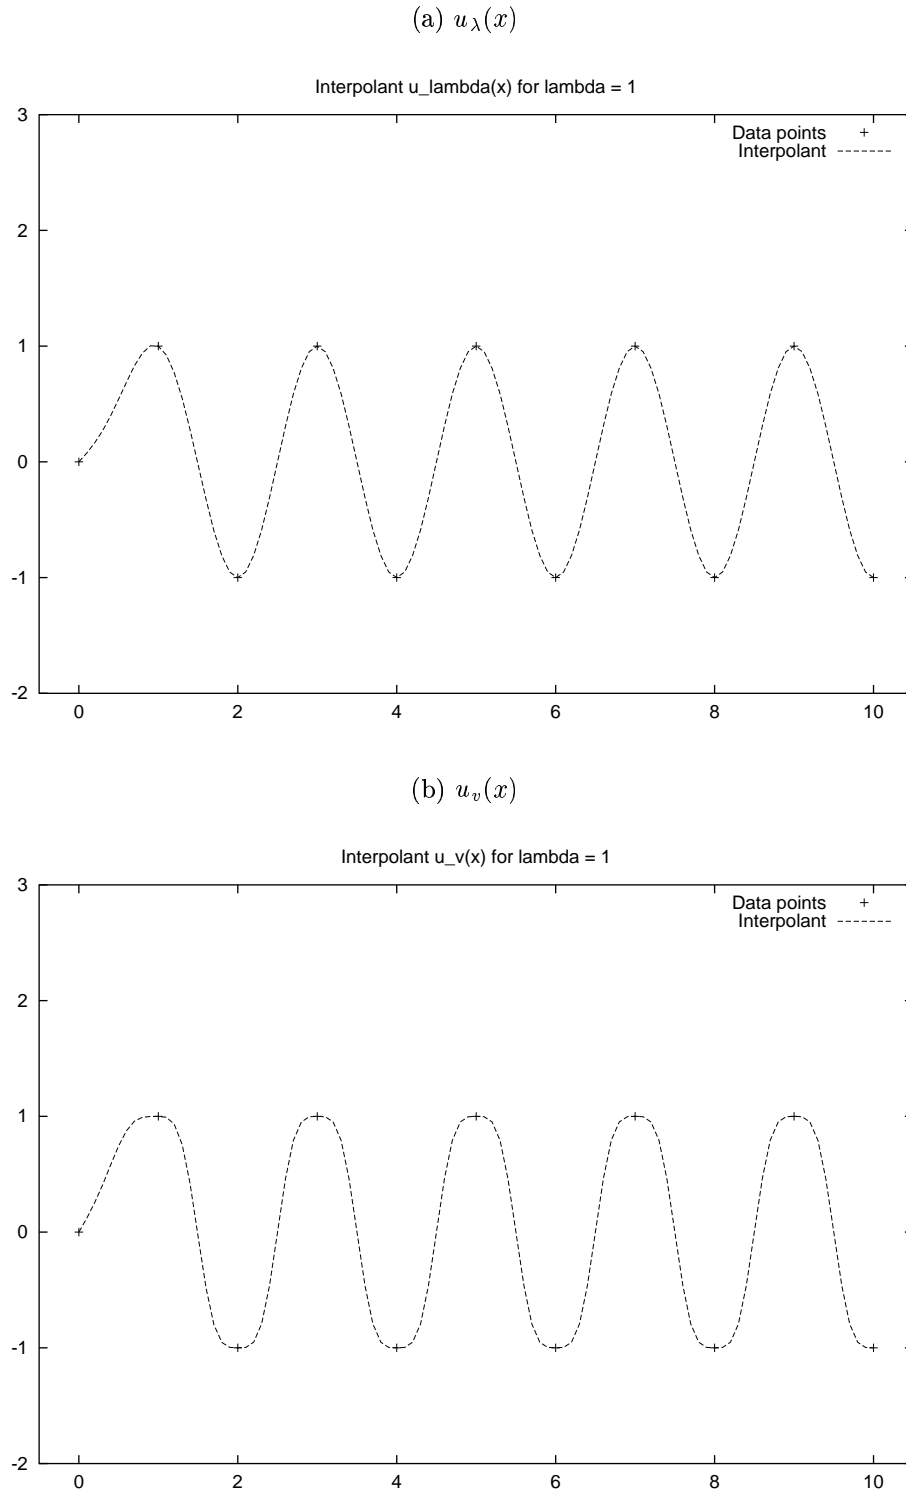 (a) u_λ(x)
Interpolant u_lambda(x) for lambda = 1
3
Data points
Interpolant
2
1
0
-1
-2
0 2 4 6 8 10
(b) u_v(x)
Interpolant u_v(x) for lambda = 1
3
Data points
Interpolant
2
1
0
-1
-2
0 2 4 6 8 10